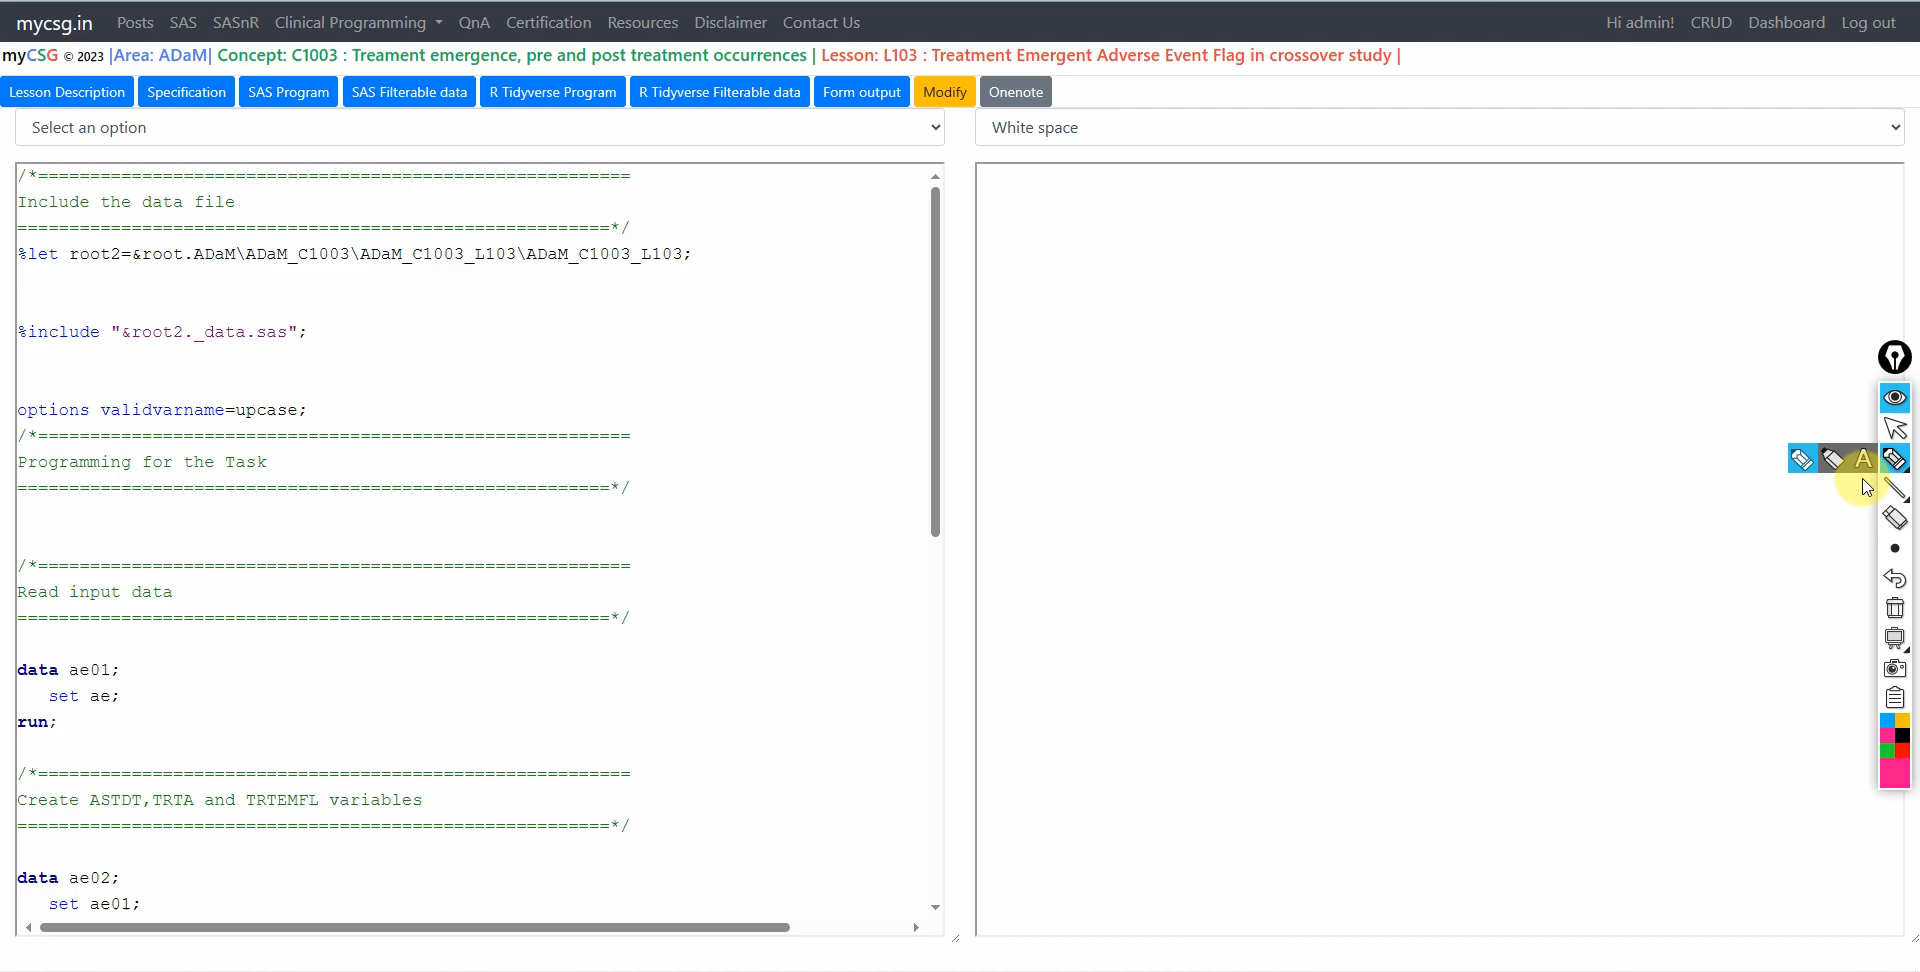 mycsg.in Posts SAS SASnR Clinical Programming QnA Certification Resources Disclaimer Contact Us Hi admin! CRUD Dashboard Log out
myCSG © 2023 |Area: ADaM| Concept: C1003 : Treament emergence, pre and post treatment occurrences | Lesson: L103 : Treatment Emergent Adverse Event Flag in crossover study |
Lesson Description Specification SAS Program SAS Filterable data R Tidyverse Program R Tidyverse Filterable data Form output Modify Onenote
Select an option White space
/*=========================================================
Include the data file
=========================================================*/
%let root2=&root.ADaM\ADaM_C1003\ADaM_C1003_L103\ADaM_C1003_L103;
%include "&root2._data.sas";
options validvarname=upcase;
/*=========================================================
Programming for the Task
=========================================================*/
/*=========================================================
Read input data
=========================================================*/
data ae01;
set ae;
run;
/*=========================================================
Create ASTDT,TRTA and TRTEMFL variables
=========================================================*/
data ae02;
set ae01;
A